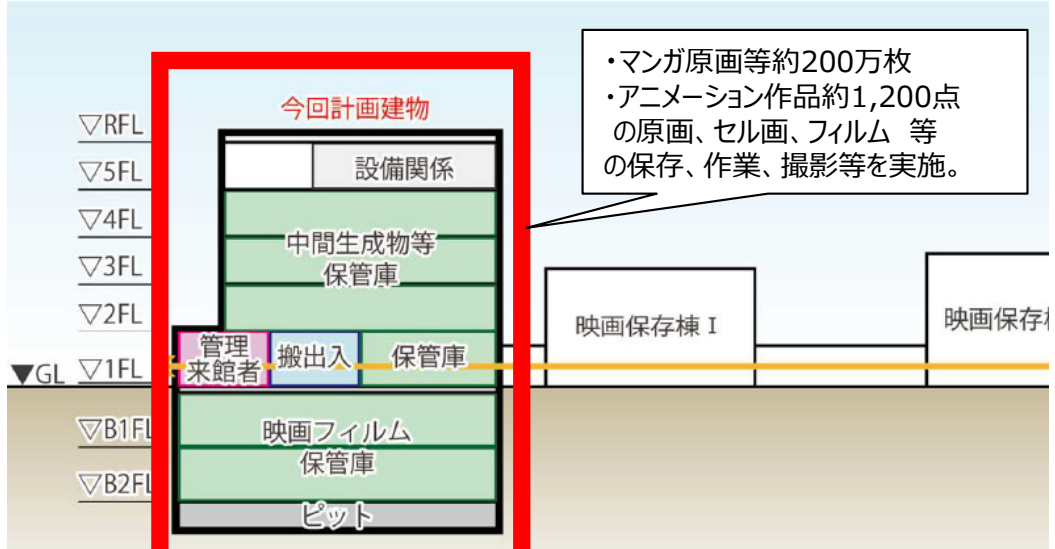 ・マンガ原画等約200万枚
・アニメーション作品約1,200点
の原画、セル画、フィルム 等
の保存、作業、撮影等を実施。
今回計画建物
▽RFL
▽5FL
設備関係
▽4FL
中間生成物等
保管庫
▽3FL
▽2FL
映画保存棟Ⅰ
映画保存
管理
来館者
搬出入
保管庫
▼GL
▽1FL
▽B1FL
映画フィルム
保管庫
▽B2FL
ピット